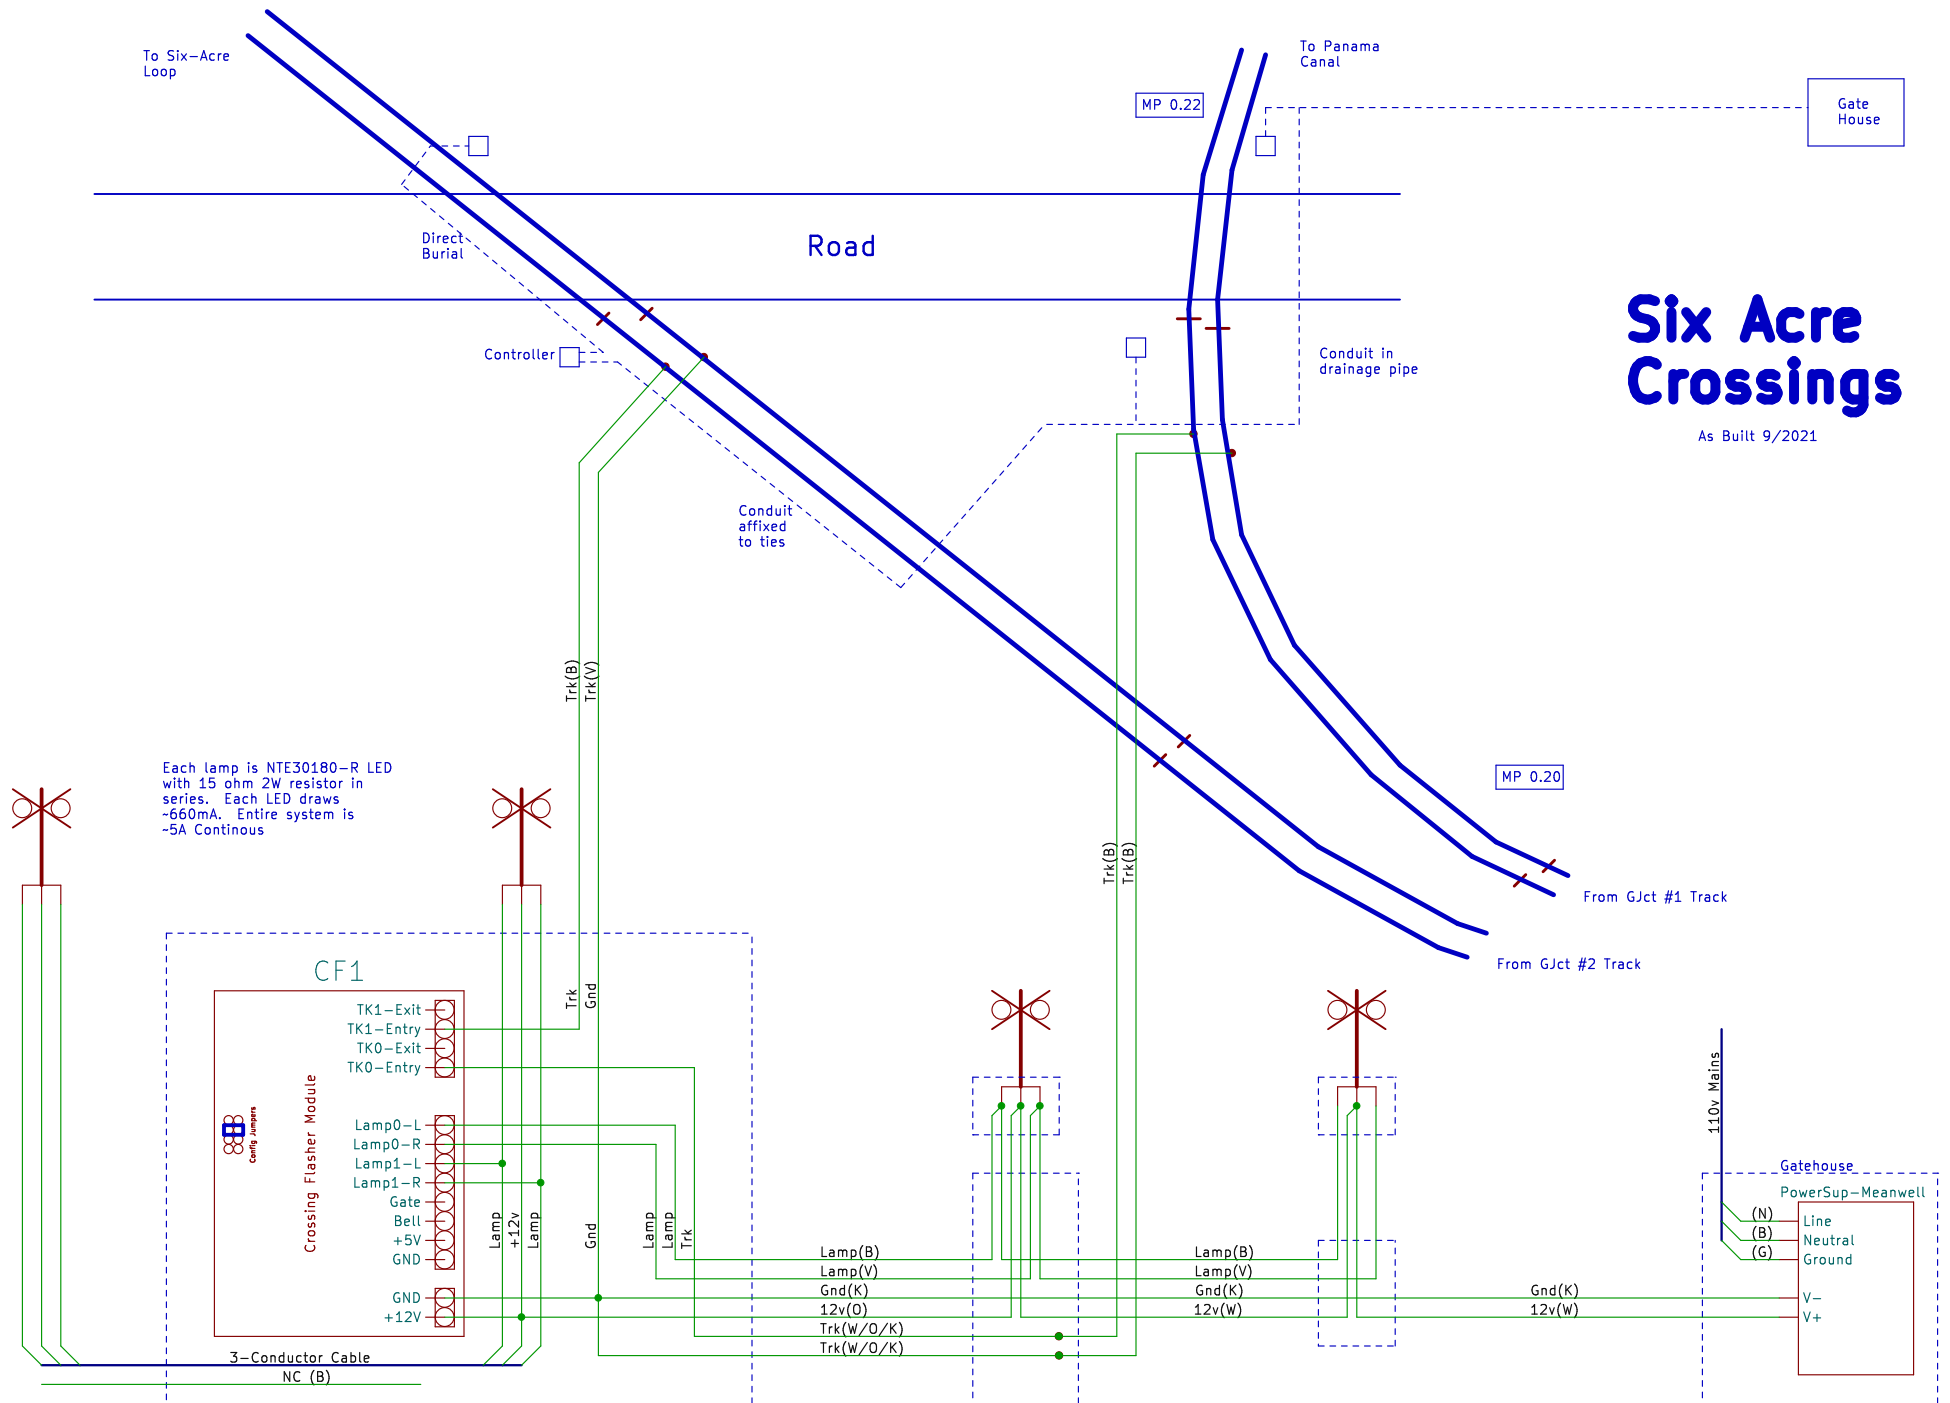 To Six-Acre
Loop
To Panama
Canal
MP 0.22
Gate
House
Direct
Burial
Road
Controller
Conduit in
drainage pipe
Six Acre
Crossings
As Built 9/2021
Conduit
affixed
to ties
Trk(B)
Trk(V)
Each lamp is NTE30180-R LED
with 15 ohm 2W resistor in
series.  Each LED draws
~660mA.  Entire system is
~5A Continous
MP 0.20
Trk(B)
Trk(B)
From GJct #1 Track
From GJct #2 Track
CF1
Trk
Gnd
TK1-Exit
TK1-Entry
TK0-Exit
TK0-Entry
Crossing Flasher Module
Config Jumpers
Lamp0-L
Lamp0-R
Lamp1-L
Lamp1-R
Gate
Bell
+5V
GND
GND
+12V
Lamp
+12v
Lamp
Gnd
Lamp
Lamp
Trk
Lamp(B)
Lamp(V)
Gnd(K)
12v(O)
Trk(W/O/K)
Trk(W/O/K)
Lamp(B)
Lamp(V)
Gnd(K)
12v(W)
Gnd(K)
12v(W)
110v Mains
Gatehouse
PowerSup-Meanwell
(N)
(B)
(G)
Line
Neutral
Ground
V-
V+
3-Conductor Cable
NC (B)